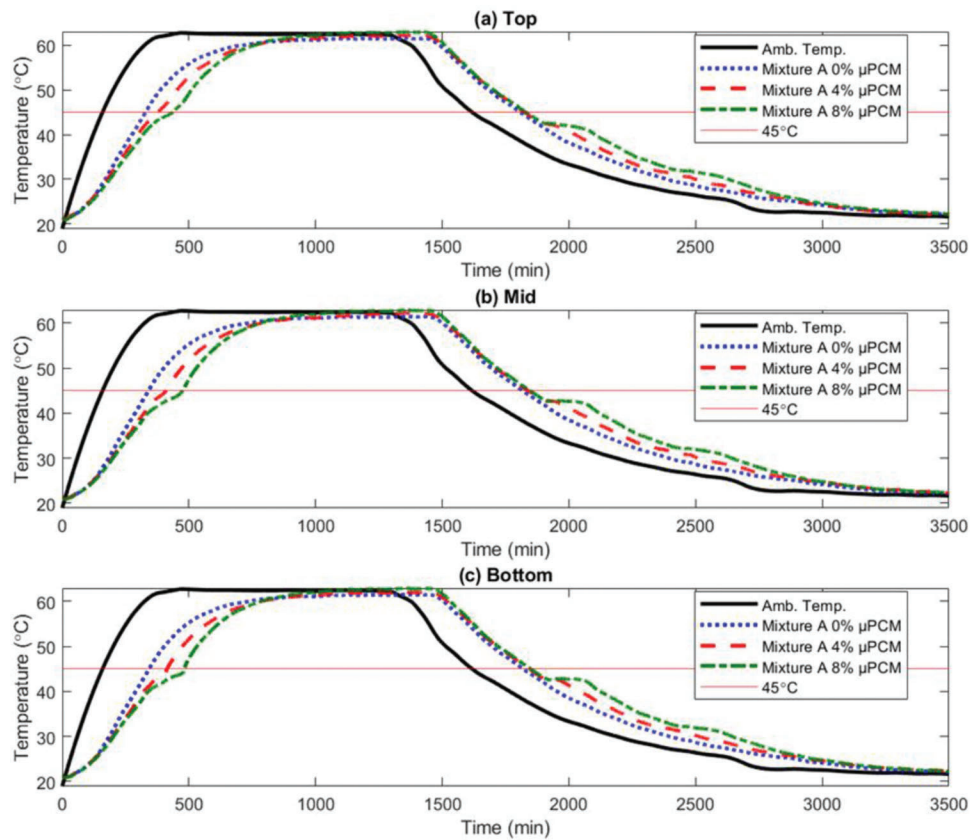 (a) Top
Temperature (°C)
60
50
40
30
20
Amb. Temp.
Mixture A 0% µPCM
Mixture A 4% µPCM
Mixture A 8% µPCM
45°C
0 500 1000 1500 2000 2500 3000 3500
Time (min)
(b) Mid
Temperature (°C)
60
50
40
30
20
Amb. Temp.
Mixture A 0% µPCM
Mixture A 4% µPCM
Mixture A 8% µPCM
45°C
0 500 1000 1500 2000 2500 3000 3500
Time (min)
(c) Bottom
Temperature (°C)
60
50
40
30
20
Amb. Temp.
Mixture A 0% µPCM
Mixture A 4% µPCM
Mixture A 8% µPCM
45°C
0 500 1000 1500 2000 2500 3000 3500
Time (min)